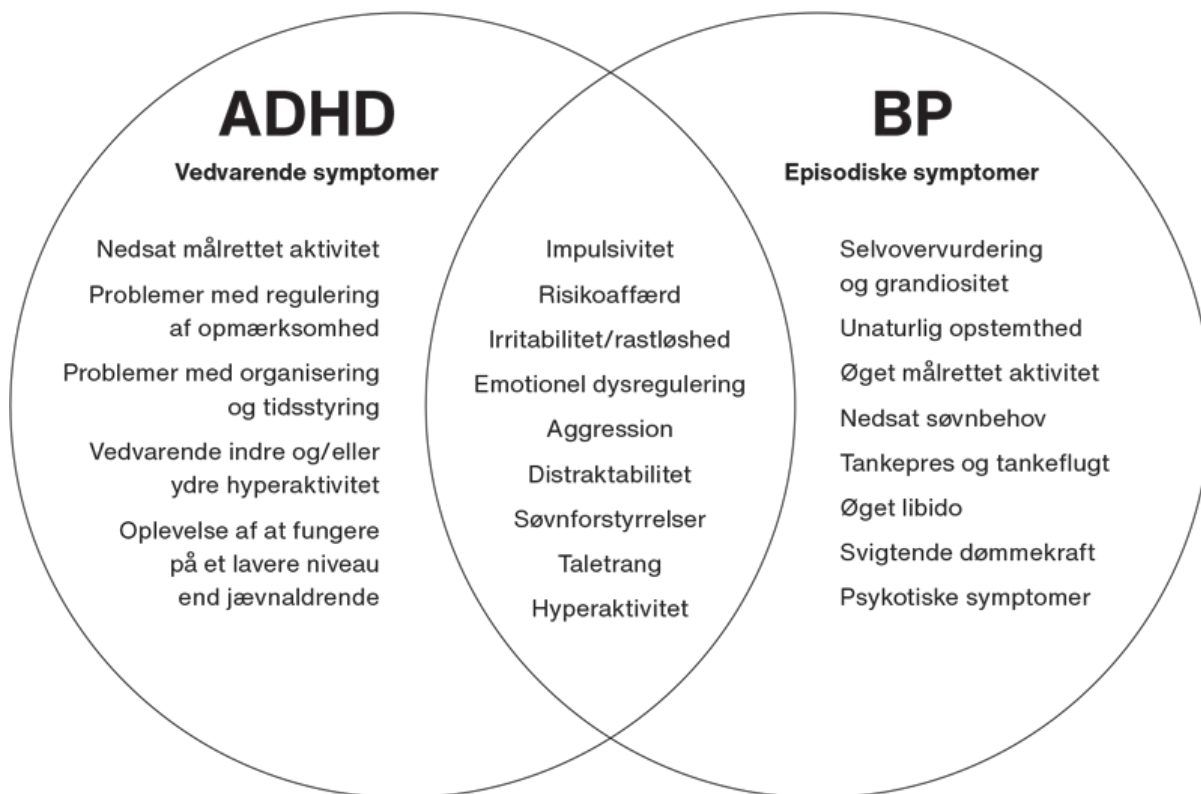 ADHD
Vedvarende symptomer
Nedsat målrettet aktivitet
Problemer med regulering
af opmærksomhed
Problemer med organisering
og tidsstyring
Vedvarende indre og/eller
ydre hyperaktivitet
Oplevelse af at fungere
på et lavere niveau
end jævnaldrende
Impulsivitet
Risikoaffærd
Irritabilitet/rastløshed
Emotionel dysregulering
Aggression
Distraktabilitet
Søvnforstyrrelser
Taletrang
Hyperaktivitet
BP
Episodiske symptomer
Selvovervurdering
og grandiositet
Unaturlig opstemthed
Øget målrettet aktivitet
Nedsat søvnbehov
Tankepres og tankeflugt
Øget libido
Svigtende dømmekraft
Psykotiske symptomer